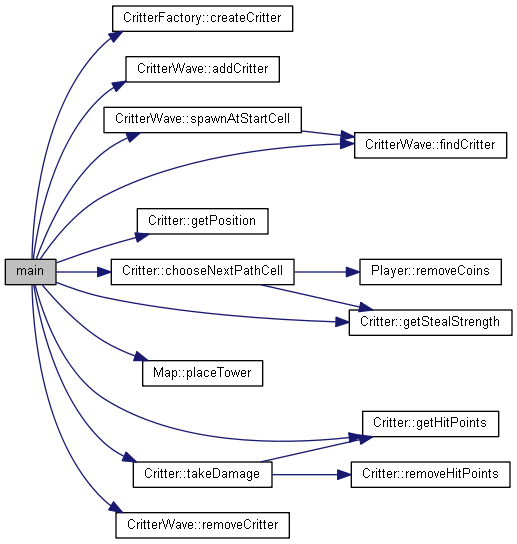 CritterFactory::createCritter
CritterWave::addCritter
CritterWave::spawnAtStartCell
CritterWave::findCritter
Critter::getPosition
main
Critter::chooseNextPathCell
Player::removeCoins
Critter::getStealStrength
Map::placeTower
Critter::getHitPoints
Critter::takeDamage
Critter::removeHitPoints
CritterWave::removeCritter